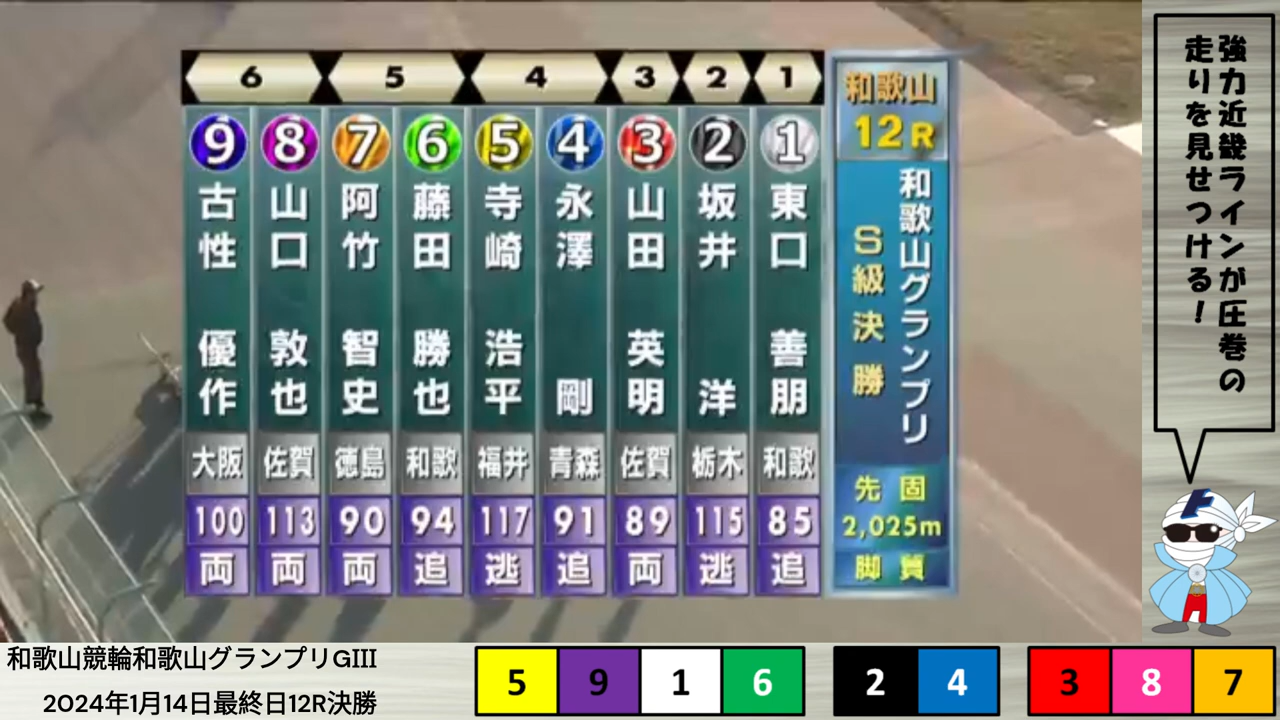 強力近畿ラインが圧巻の
走りを見せつける！
和歌山
12R
和歌山グランプリ
S級決勝
先固
2,025m
脚質
6 5 4 3 2 1
9 8 7 6 5 4 3 2 1
古性優作 山口敦也 阿竹智史 藤田勝也 寺崎浩平 永澤剛 山田英明 坂井洋 東口善朋
大阪 佐賀 徳島 和歌 福井 青森 佐賀 栃木 和歌
100 113 90 94 117 91 89 115 85
両 両 両 追 逃 追 両 逃 追
和歌山競輪和歌山グランプリGIII
2024年1月14日最終日12R決勝
5 9 1 6 2 4 3 8 7
F